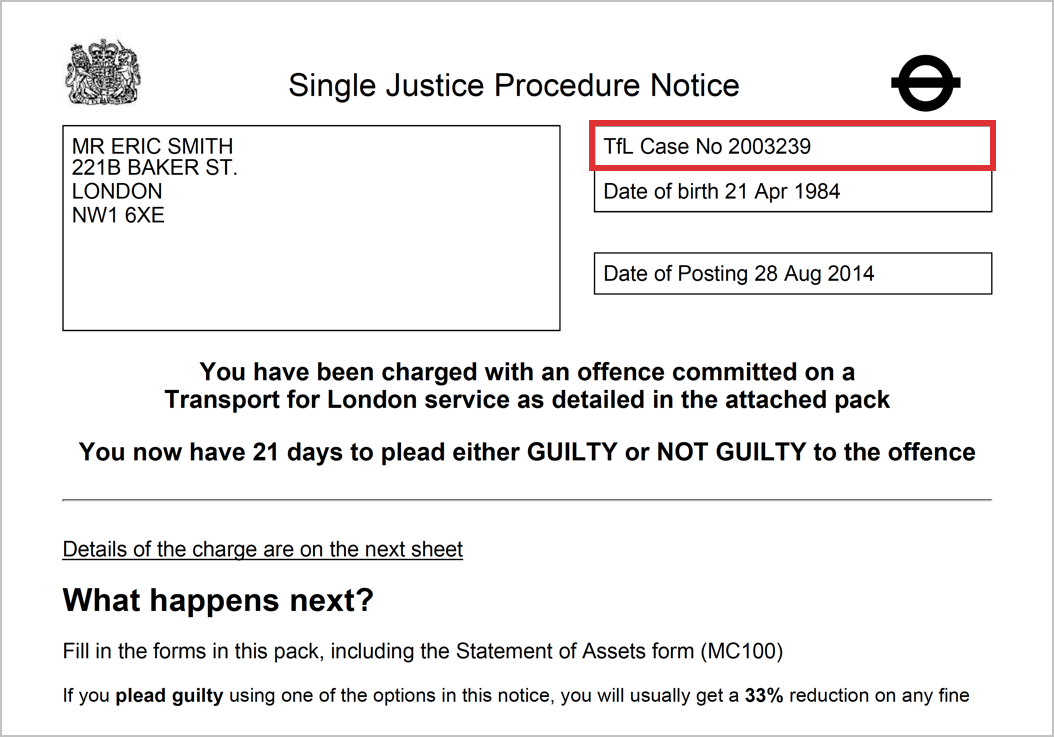 Single Justice Procedure Notice
MR ERIC SMITH
221B BAKER ST.
LONDON
NW1 6XE
TfL Case No 2003239
Date of birth 21 Apr 1984
Date of Posting 28 Aug 2014
You have been charged with an offence committed on a
Transport for London service as detailed in the attached pack
You now have 21 days to plead either GUILTY or NOT GUILTY to the offence
Details of the charge are on the next sheet
What happens next?
Fill in the forms in this pack, including the Statement of Assets form (MC100)
If you plead guilty using one of the options in this notice, you will usually get a 33% reduction on any fine